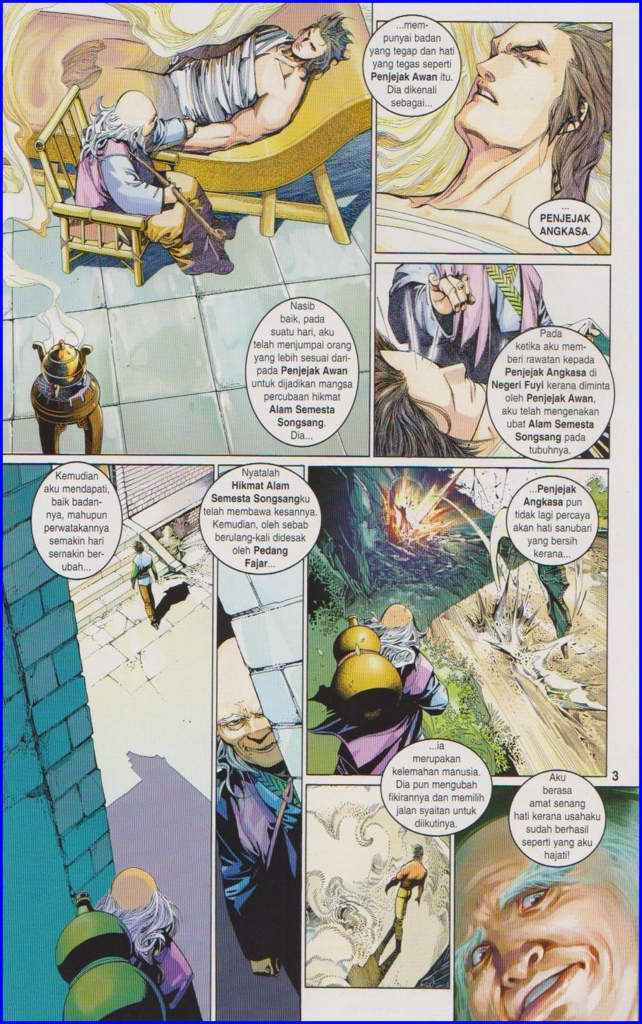 ...mem-
punyai badan
yang tegap dan hati
yang tegas seperti
Penjejak Awan itu.
Dia dikenali
sebagai...
...
PENJEJAK
ANGKASA.
Nasib
baik, pada
suatu hari, aku
telah menjumpai orang
yang lebih sesuai dari-
pada Penjejak Awan
untuk dijadikan mangsa
percubaan hikmat
Alam Semesta
Songsang.
Dia...
Pada
ketika aku mem-
beri rawatan kepada
Penjejak Angkasa di
Negeri Fuyi kerana diminta
oleh Penjejak Awan,
aku telah mengenakan
ubat Alam Semesta
Songsang pada
tubuhnya.
Kemudian
aku mendapati,
baik badan-
nya, mahupun
perwatakannya
semakin hari
semakin ber-
ubah...
Nyatalah
Hikmat Alam
Semesta Songsangku
telah membawa kesannya.
Kemudian, oleh sebab
berulang-kali didesak
oleh Pedang
Fajar...
...Penjejak
Angkasa pun
tidak lagi percaya
akan hati sanubari
yang bersih
kerana...
...ia
merupakan
kelemahan manusia.
Dia pun mengubah
fikirannya dan memilih
jalan syaitan untuk
diikutinya.
Aku
berasa
amat senang
hati kerana usahaku
sudah berhasil
seperti yang aku
hajati!
3